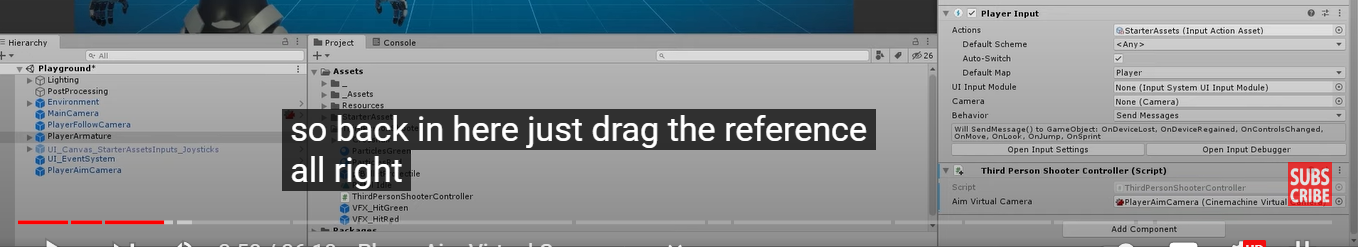 Hierarchy
All
Playground*
Lighting
PostProcessing
Environment
MainCamera
PlayerFollowCamera
PlayerArmature
UI_Canvas_StarterAssetsInputs_Joysticks
UI_EventSystem
PlayerAimCamera
Project
Console
26
Assets
_
_Assets
Resources
so back in here just drag the reference
all right
ThirdPersonShooterController
VFX_HitGreen
VFX_HitRed
Packages
Player Input
Actions
StarterAssets (Input Action Asset)
Default Scheme
<Any>
Auto-Switch
Default Map
Player
UI Input Module
None (Input System UI Input Module)
Camera
None (Camera)
Behavior
Send Messages
Will SendMessage() to GameObject: OnDeviceLost, OnDeviceRegained, OnControlsChanged,
OnMove, OnLook, OnJump, OnSprint
Open Input Settings
Open Input Debugger
Third Person Shooter Controller (Script)
Script
ThirdPersonShooterController
Aim Virtual Camera
PlayerAimCamera (Cinemachine Virtual
SUBS
CRIBE
Add Component